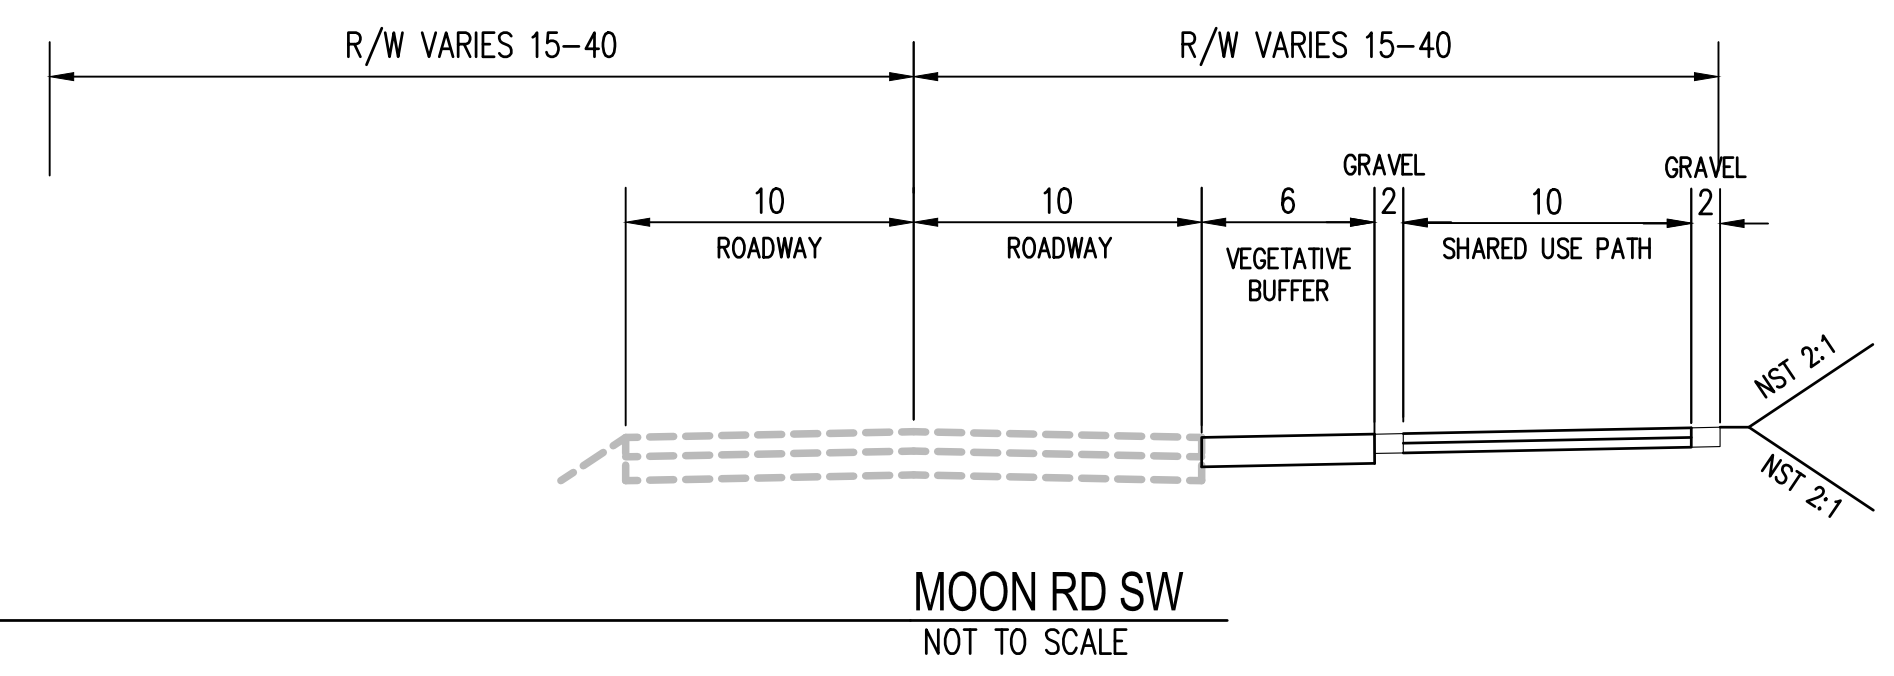 R/W VARIES 15-40
R/W VARIES 15-40
GRAVEL
GRAVEL
10
10
6
2
10
2
ROADWAY
ROADWAY
VEGETATIVE
BUFFER
SHARED USE PATH
NST 2:1
NST 2:1
MOON RD SW
NOT TO SCALE